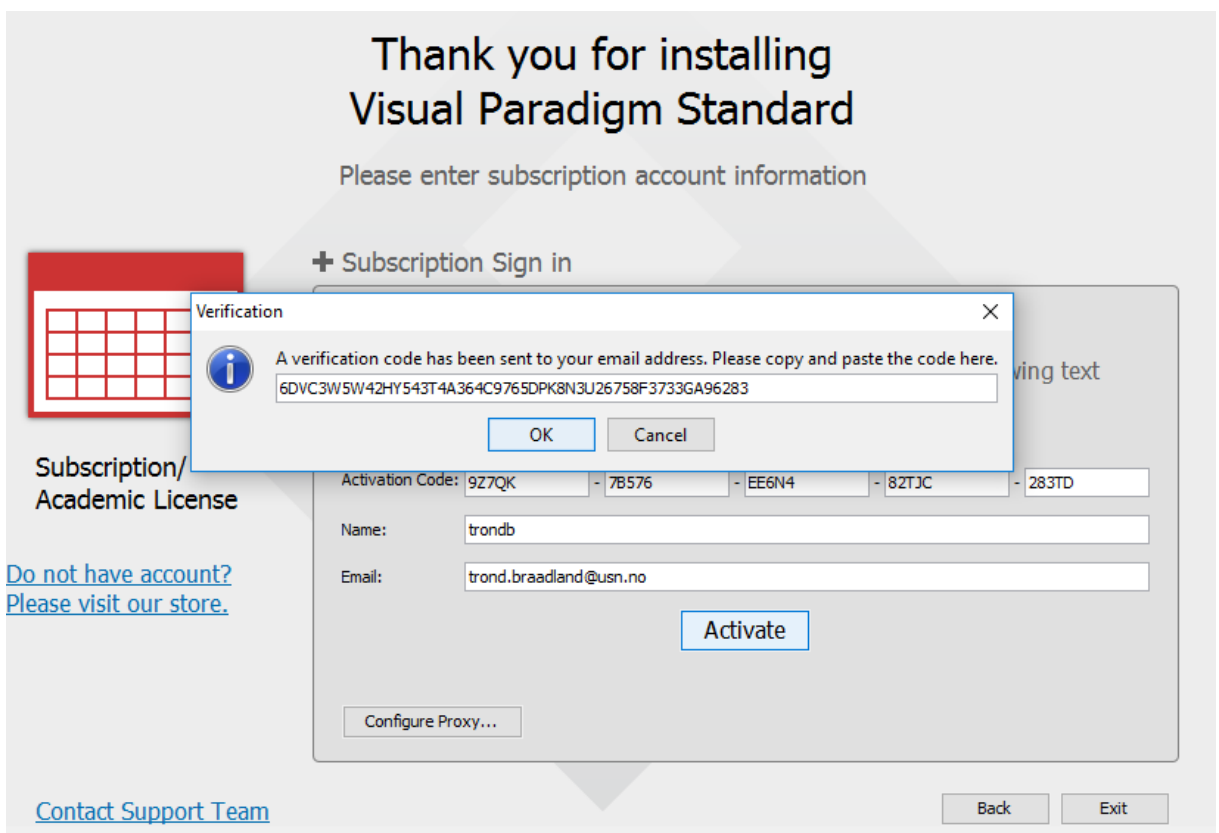 Thank you for installing
Visual Paradigm Standard
Please enter subscription account information
Subscription Sign in
Verification
A verification code has been sent to your email address. Please copy and paste the code here.
6DVC3W5W42HY543T4A364C9765DPK8N3U26758F3733GA96283
wing text
OK Cancel
Subscription/
Academic License
Activation Code: 9Z7QK - 7B576 - EE6N4 - 82TJC - 283TD
Name: trondb
Do not have account?
Please visit our store.
Email: trond.braadland@usn.no
Activate
Configure Proxy...
Contact Support Team
Back Exit